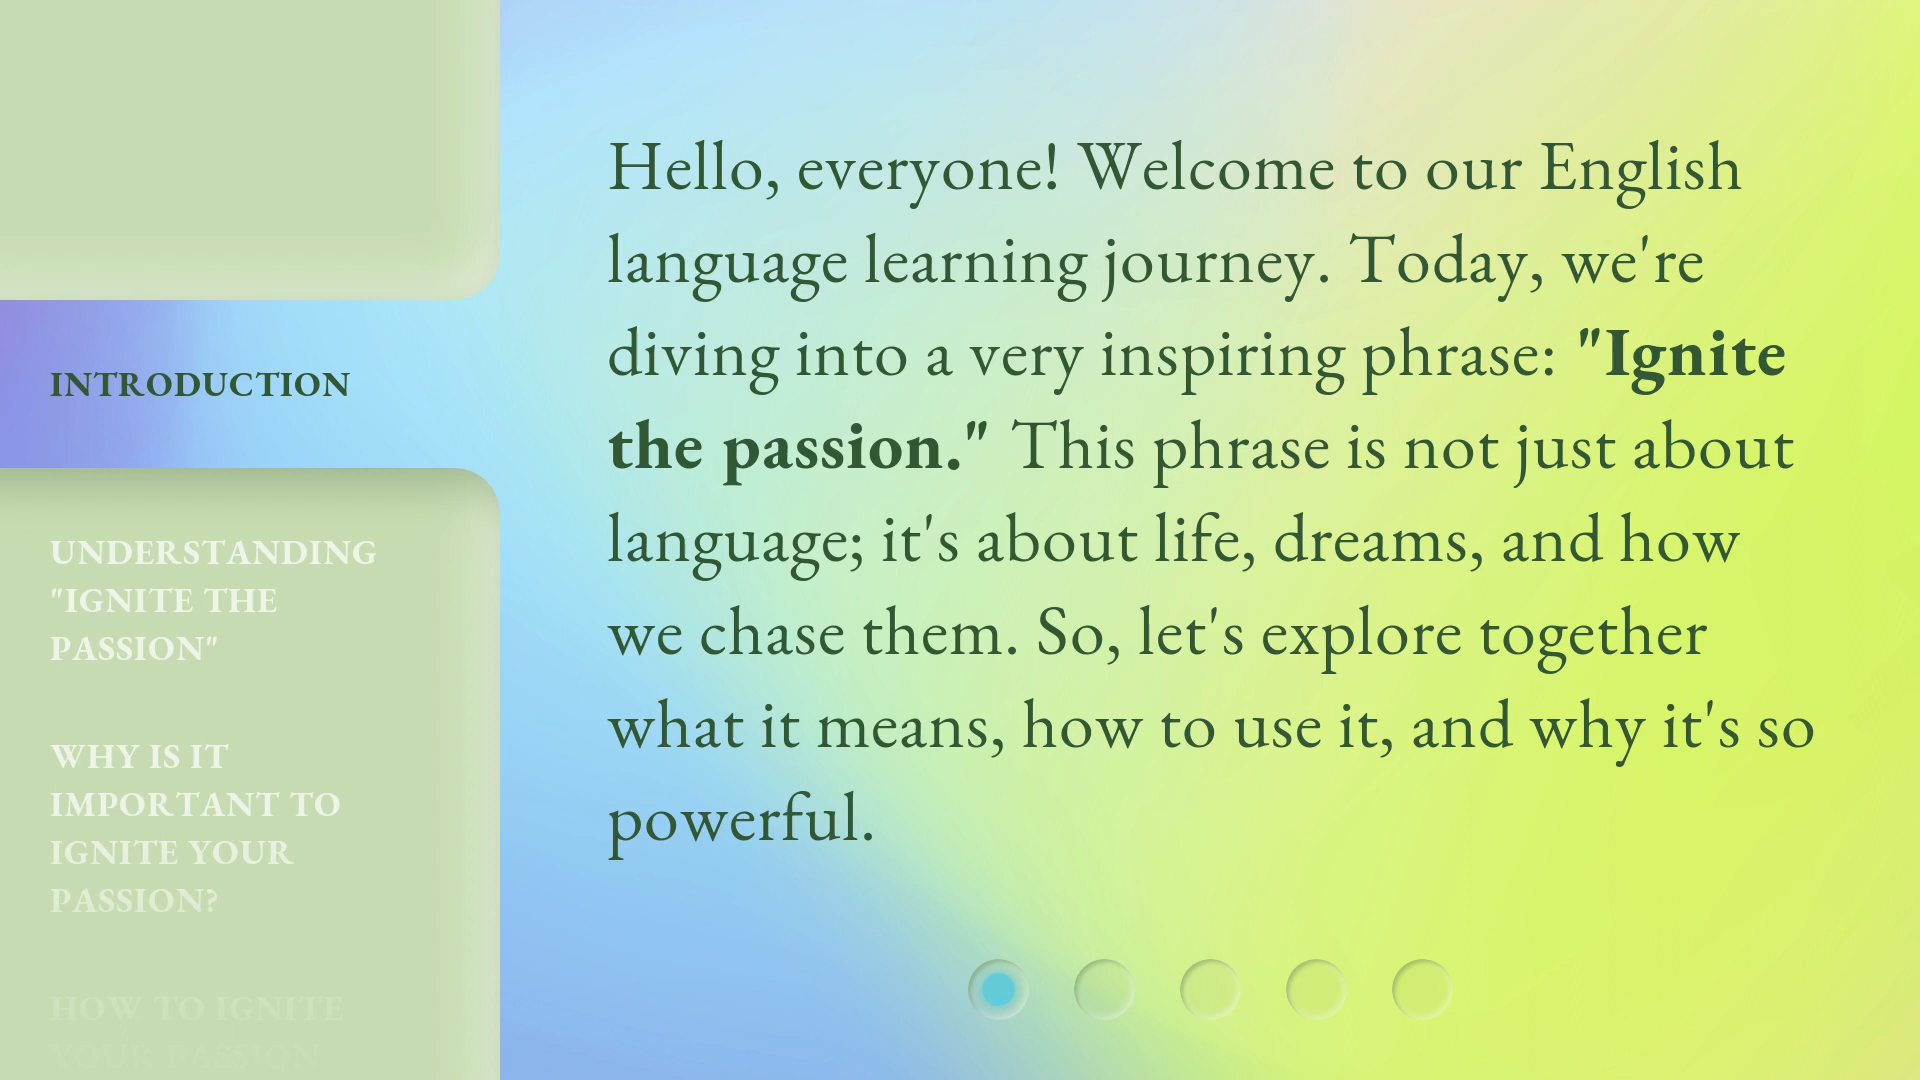 INTRODUCTION
UNDERSTANDING
"IGNITE THE
PASSION"
WHY IS IT
IMPORTANT TO
IGNITE YOUR
PASSION?
HOW TO IGNITE
YOUR PASSION
Hello, everyone! Welcome to our English
language learning journey. Today, we're
diving into a very inspiring phrase: "Ignite
the passion." This phrase is not just about
language; it's about life, dreams, and how
we chase them. So, let's explore together
what it means, how to use it, and why it's so
powerful.